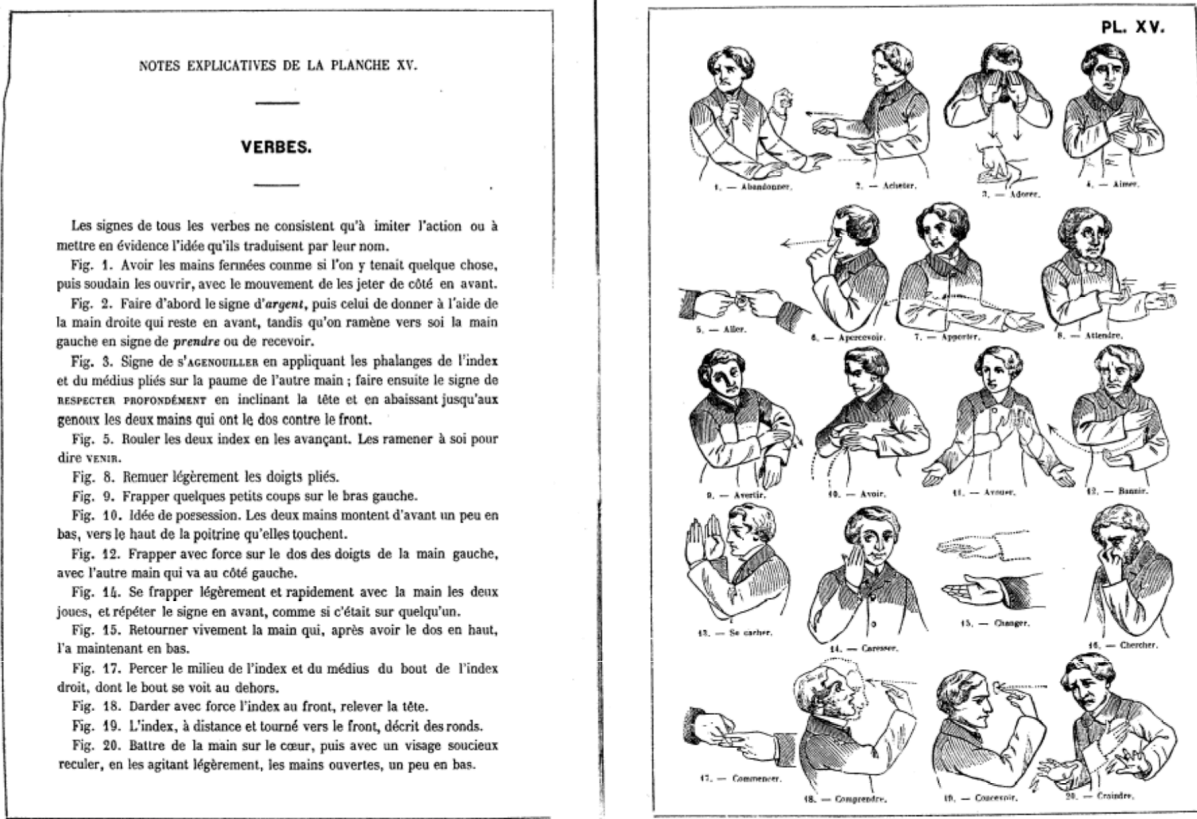 NOTES EXPLICATIVES DE LA PLANCHE XV.
VERBES.
Les signes de tous les verbes ne consistent qu'à imiter l'action ou à
mettre en évidence l'idée qu'ils traduisent par leur nom.
Fig. 1. Avoir les mains fermées comme si l'on y tenait quelque chose,
puis soudain les ouvrir, avec le mouvement de les jeter de côté en avant.
Fig. 2. Faire d'abord le signe d'argent, puis celui de donner à l'aide de
la main droite qui reste en avant, tandis qu'on ramène vers soi la main
gauche en signe de prendre ou de recevoir.
Fig. 3. Signe de s'AGENOUILLER en appliquant les phalanges de l'index
et du médius pliés sur la paume de l'autre main ; faire ensuite le signe de
RESPECTER PROFONDÉMENT en inclinant la tête et en abaissant jusqu'aux
genoux les deux mains qui ont le dos contre le front.
Fig. 5. Rouler les deux index en les avançant. Les ramener à soi pour
dire VENIR.
Fig. 8. Remuer légèrement les doigts pliés.
Fig. 9. Frapper quelques petits coups sur le bras gauche.
Fig. 10. Idée de possession. Les deux mains montent d'avant un peu en
bas, vers le haut de la poitrine qu'elles touchent.
Fig. 12. Frapper avec force sur le dos des doigts de la main gauche,
avec l'autre main qui va au côté gauche.
Fig. 14. Se frapper légèrement et rapidement avec la main les deux
joues, et répéter le signe en avant, comme si c'était sur quelqu'un.
Fig. 15. Retourner vivement la main qui, après avoir le dos en haut,
l'a maintenant en bas.
Fig. 17. Percer le milieu de l'index et du médius du bout de l'index
droit, dont le bout se voit au dehors.
Fig. 18. Darder avec force l'index au front, relever la tête.
Fig. 19. L'index, à distance et tourné vers le front, décrit des ronds.
Fig. 20. Battre de la main sur le cœur, puis avec un visage soucieux
reculer, en les agitant légèrement, les mains ouvertes, un peu en bas.
PL. XV.
1. — Abandonner.
2. — Acheter.
3. — Adorer.
4. — Aimer.
5. — Aller.
6. — Apercevoir.
7. — Apporter.
8. — Attendre.
9. — Avertir.
10. — Avoir.
11. — Avouer.
12. — Bannir.
13. — Se cacher.
14. — Caresser.
15. — Changer.
16. — Chercher.
17. — Commencer.
18. — Comprendre.
19. — Concevoir.
20. — Craindre.